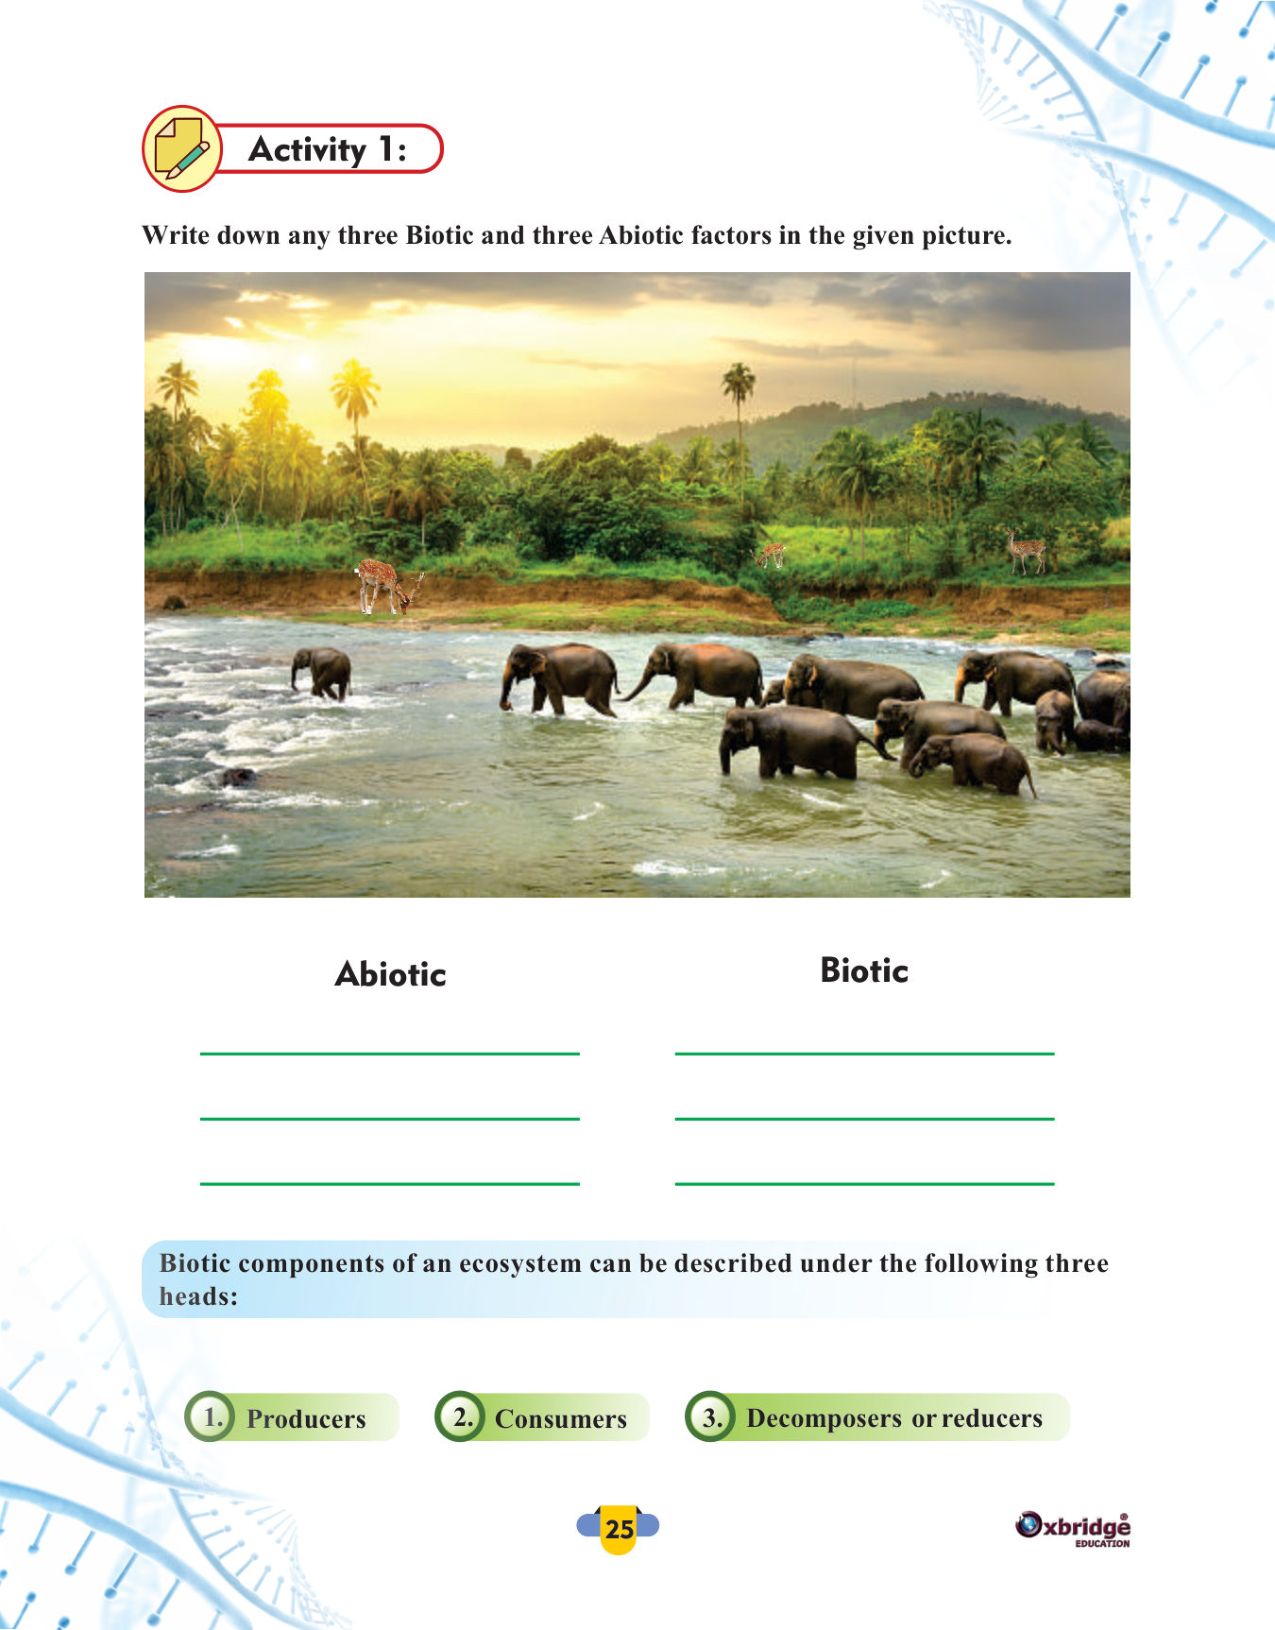 Activity 1:
Write down any three Biotic and three Abiotic factors in the given picture.
Abiotic
Biotic
Biotic components of an ecosystem can be described under the following three
heads:
1. Producers
2. Consumers
3. Decomposers or reducers
25
Oxbridge®
EDUCATION